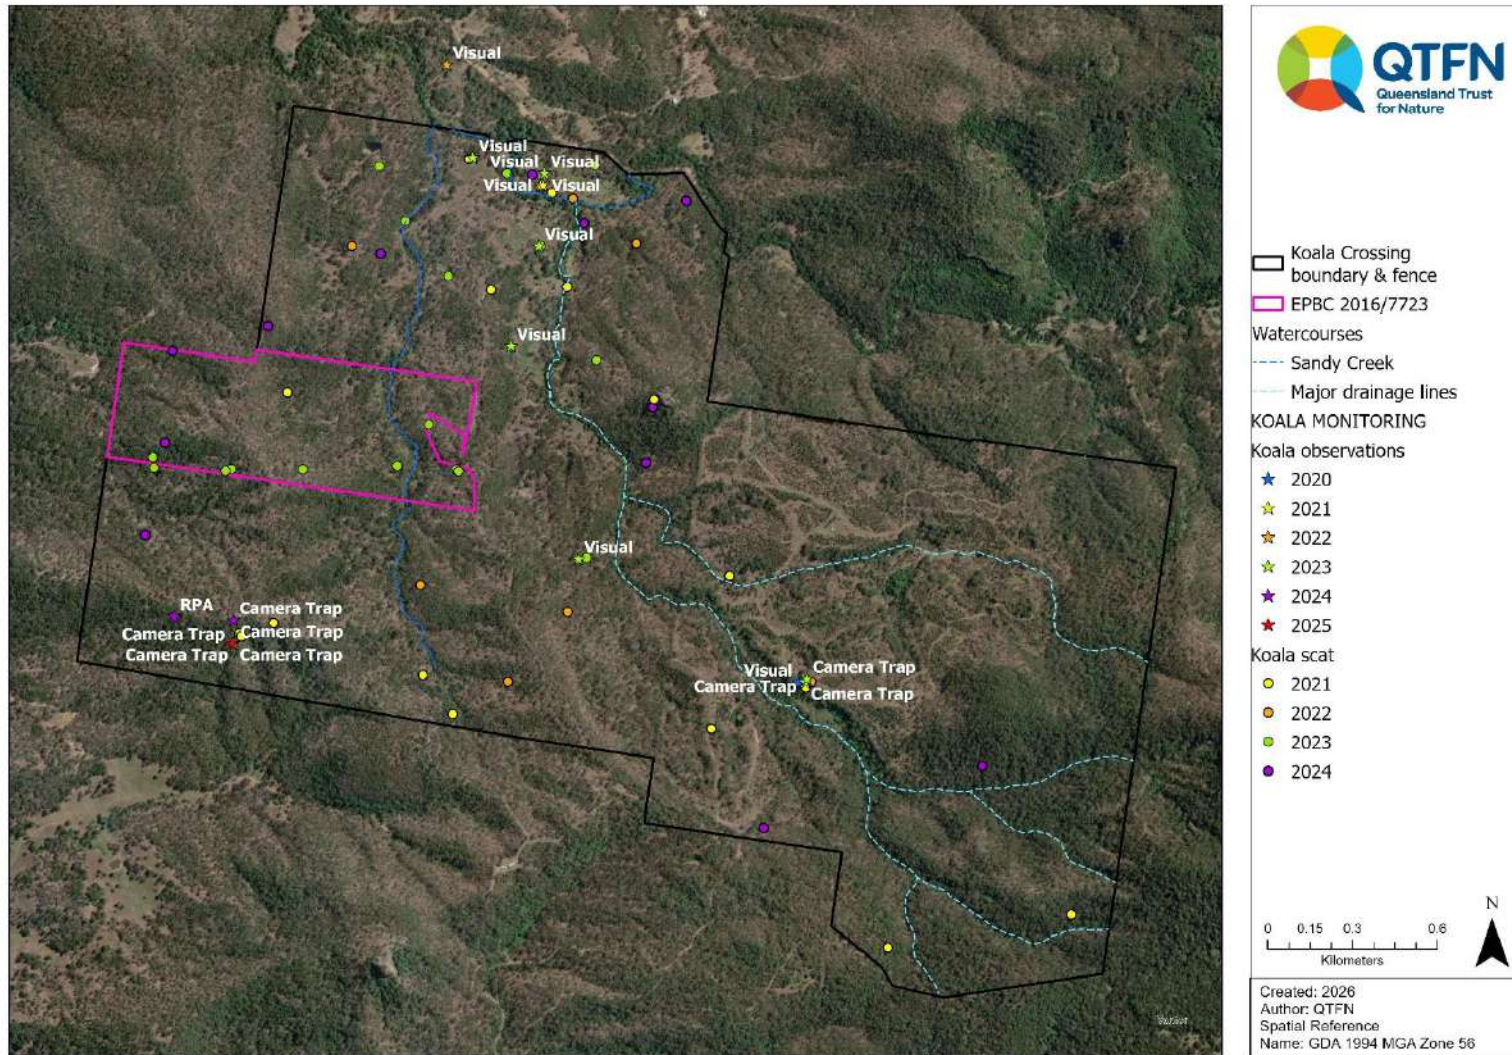 Visual
Visual
Visual Visual
Visual Visual
Visual
Visual
Visual
RPA
Camera Trap
Camera Trap Camera Trap
Camera Trap Camera Trap
Visual Camera Trap
Camera Trap Camera Trap
QTFN
Queensland Trust
for Nature
Koala Crossing
boundary & fence
EPBC 2016/7723
Watercourses
Sandy Creek
Major drainage lines
KOALA MONITORING
Koala observations
2020
2021
2022
2023
2024
2025
Koala scat
2021
2022
2023
2024
N
0 0.15 0.3 0.6
Kilometers
Created: 2026
Author: QTFN
Spatial Reference
Name: GDA 1994 MGA Zone 56